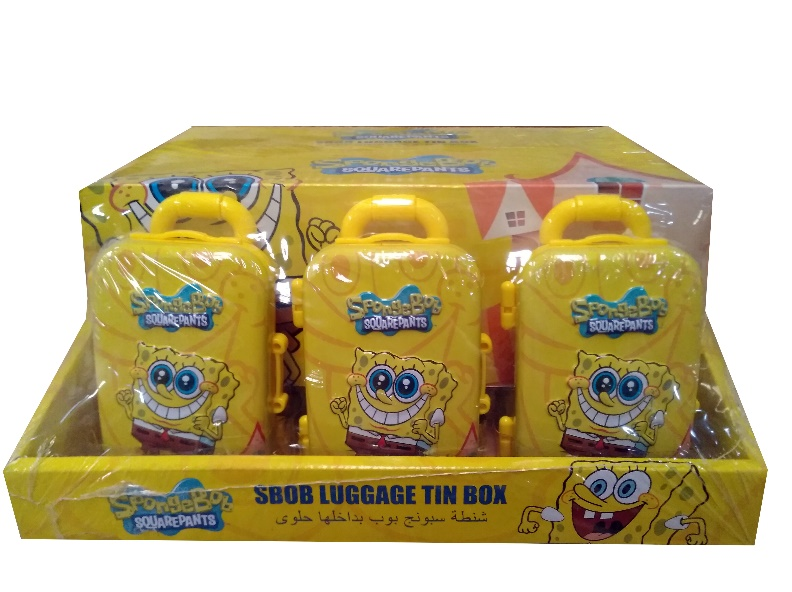 SPONGEBOB
SQUAREPANTS
SPONGEBOB
SQUAREPANTS
SPONGEBOB
SQUAREPANTS
SPONGEBOB
SQUAREPANTS
SPONGEBOB
SQUAREPANTS
SBOB LUGGAGE TIN BOX
شنطة سبونج بوب بداخلها حلوى